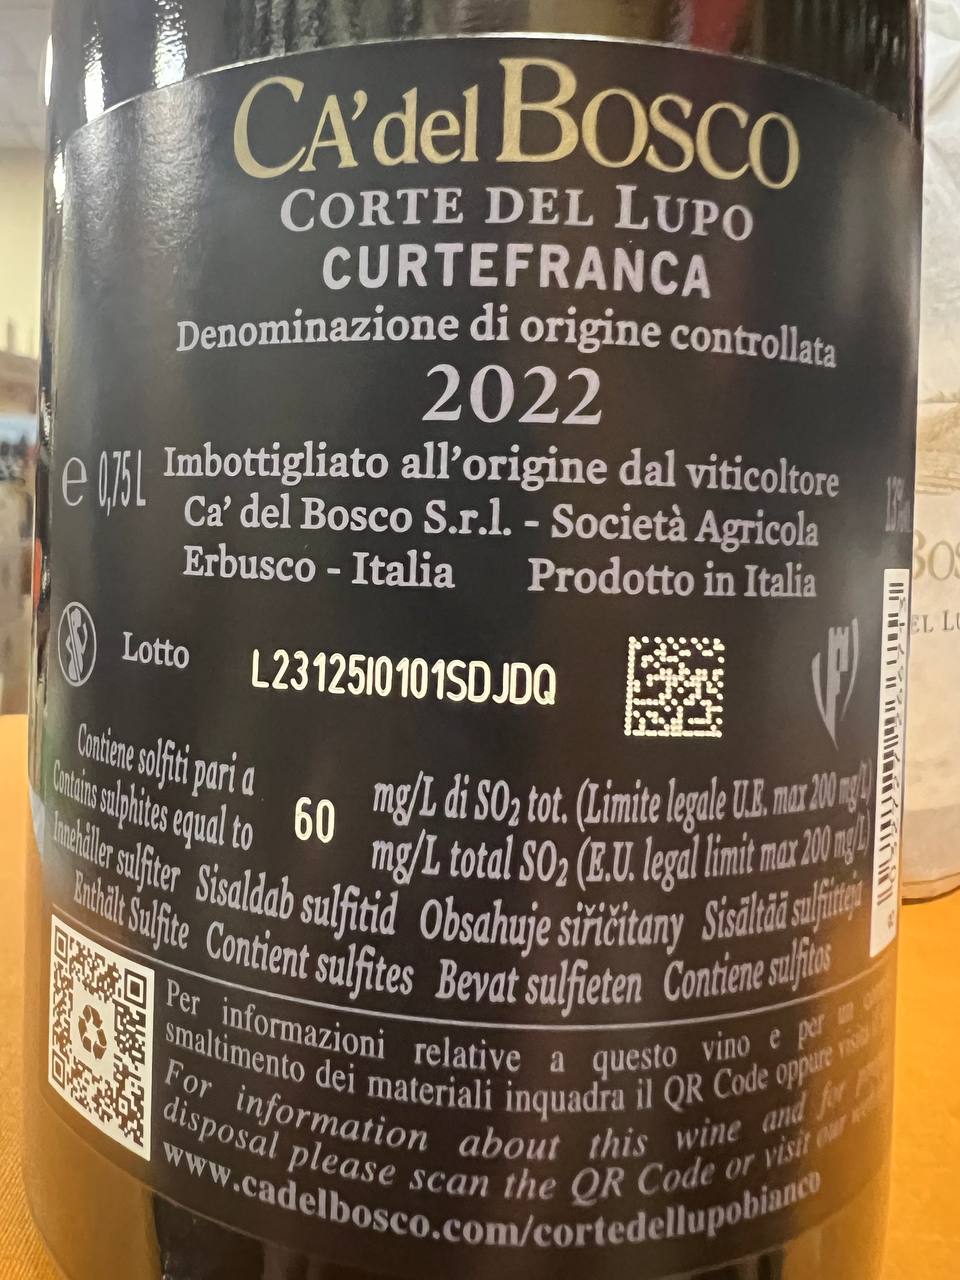 CA' del BOSCO
CORTE DEL LUPO
CURTEFRANCA
Denominazione di origine controllata
2022
e 0,75 L
Imbottigliato all'origine dal viticoltore
Ca' del Bosco S.r.l. - Società Agricola
Erbusco - Italia Prodotto in Italia
Lotto L23125I0101SDJDQ
Contiene solfiti pari a 60 mg/L di SO2 tot. (Limite legale U.E. max 200 mg/L)
Contains sulphites equal to 60 mg/L total SO2 (E.U. legal limit max 200 mg/L)
Innehåller sulfiter Sisaldab sulfitid Obsahuje siřičitany Sisältää sulfiitteja
Enthält Sulfite Contient sulfites Bevat sulfieten Contiene sulfitos
Per informazioni relative a questo vino e per un
smaltimento dei materiali inquadra il QR Code oppure
For information about this wine and for
disposal please scan the QR Code or visit our
www.cadelbosco.com/cortedellupobianco